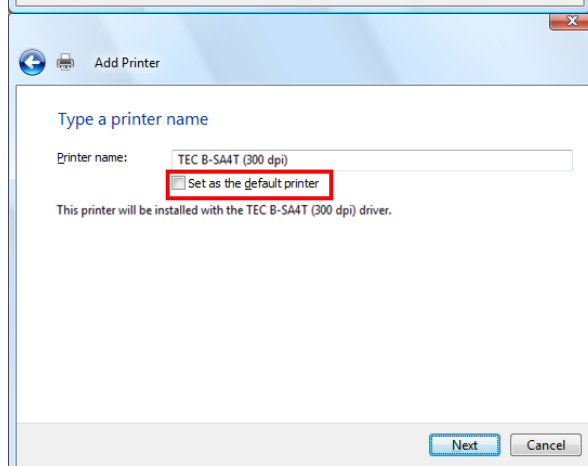 Add Printer
Type a printer name
Printer name: TEC B-SA4T (300 dpi)
Set as the default printer
This printer will be installed with the TEC B-SA4T (300 dpi) driver.
Next Cancel